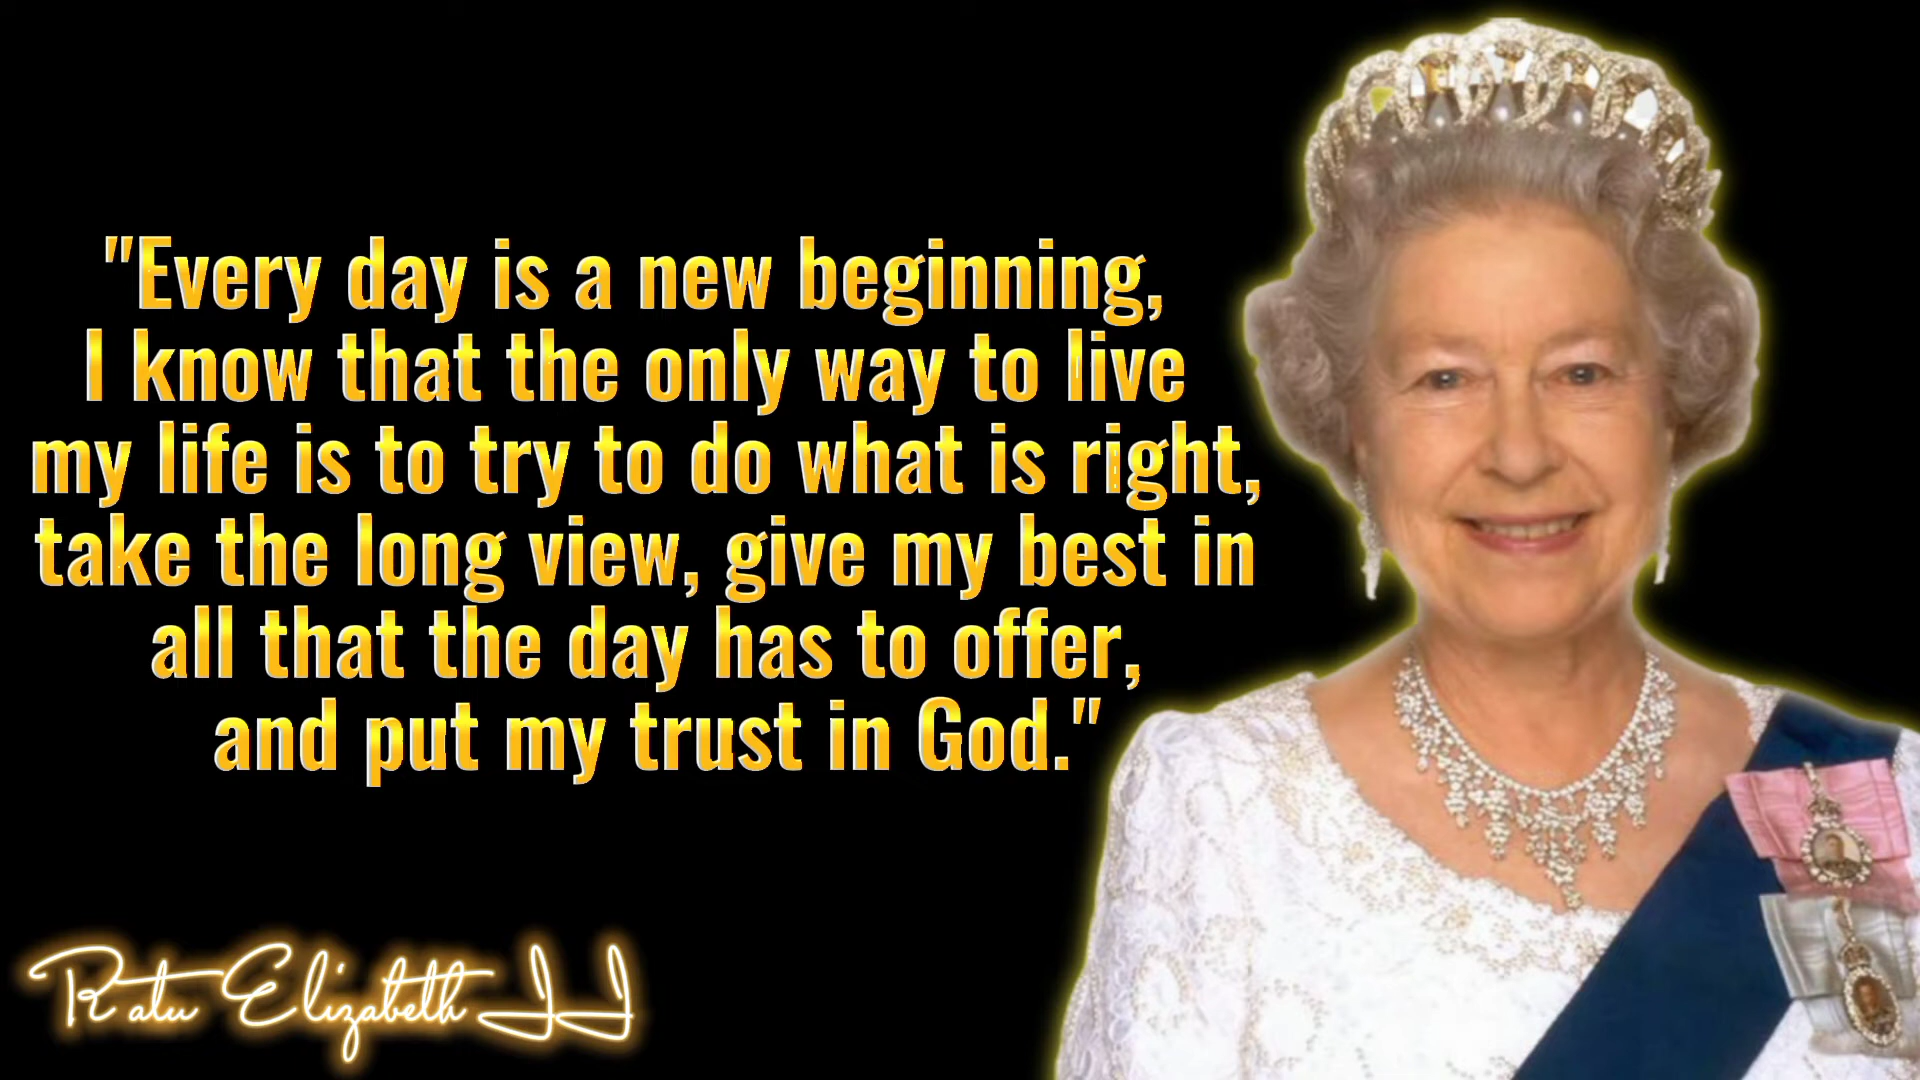 "Every day is a new beginning,
I know that the only way to live
my life is to try to do what is right,
take the long view, give my best in
all that the day has to offer,
and put my trust in God."
Ratu Elizabeth II